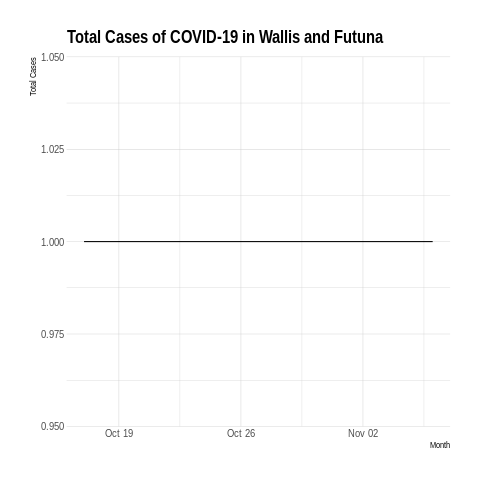 Total Cases of COVID-19 in Wallis and Futuna
Total Cases
1.050
1.025
1.000
0.975
0.950
Oct 19
Oct 26
Nov 02
Month